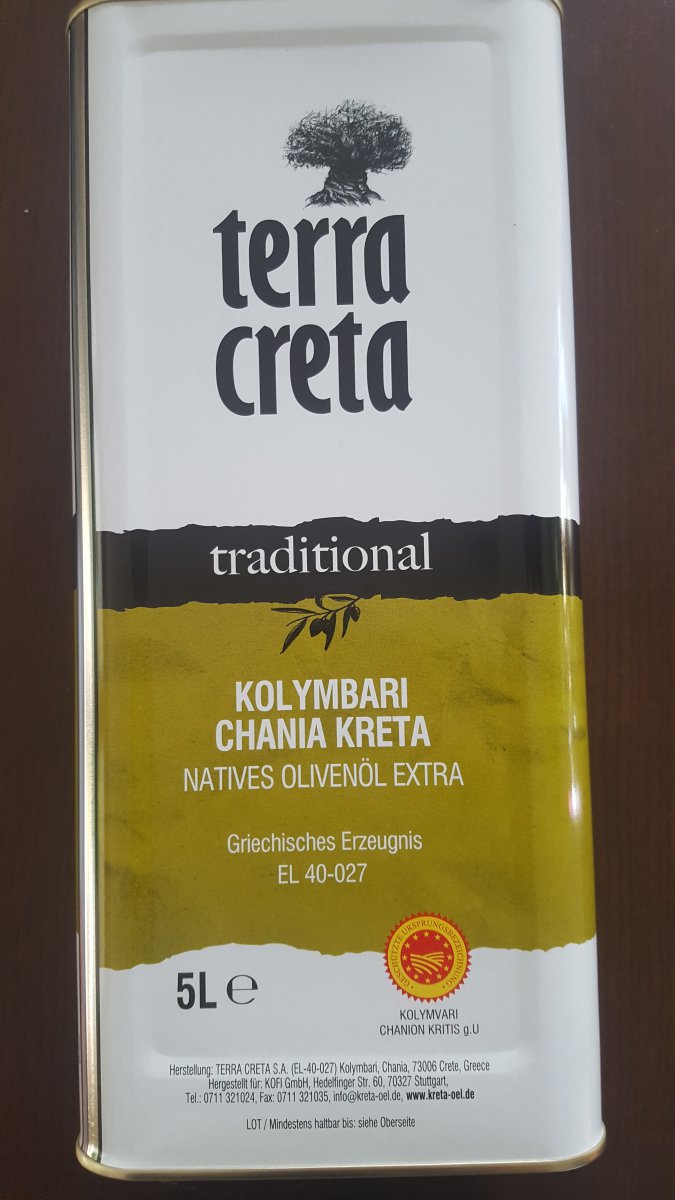 terra
creta
traditional
KOLYMBARI
CHANIA KRETA
NATIVES OLIVENÖL EXTRA
Griechisches Erzeugnis
EL 40-027
5L ℮
GESCHÜTZTE URSPRUNGSBEZEICHNUNG
KOLYMVARI
CHANION KRITIS g.U
Herstellung: TERRA CRETA S.A. (EL-40-027) Kolymbari, Chania, 73006 Crete, Greece
Hergestellt für: KOFI GmbH, Hedelfinger Str. 60, 70327 Stuttgart,
Tel.: 0711 321024, Fax: 0711 321035, info@kreta-oel.de, www.kreta-oel.de
LOT / Mindestens haltbar bis: siehe Oberseite